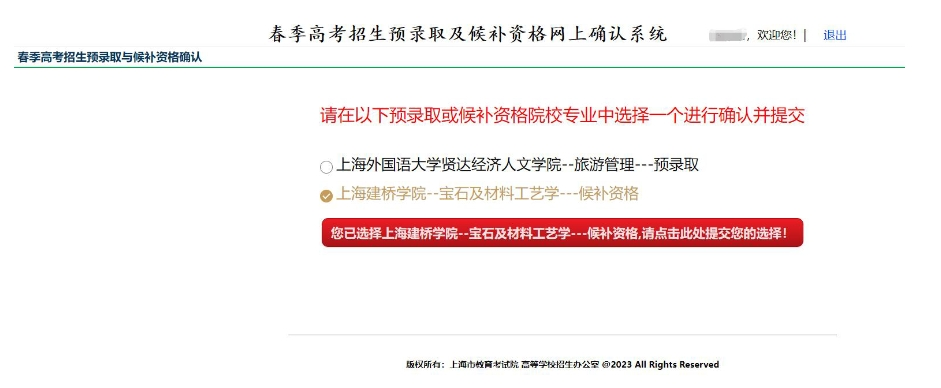 春季高考招生预录取及候补资格网上确认系统
，欢迎您！| 退出
春季高考招生预录取与候补资格确认
请在以下预录取或候补资格院校专业中选择一个进行确认并提交
上海外国语大学贤达经济人文学院--旅游管理---预录取
上海建桥学院--宝石及材料工艺学---候补资格
您已选择上海建桥学院--宝石及材料工艺学---候补资格,请点击此处提交您的选择！
版权所有：上海市教育考试院 高等学校招生办公室 @2023 All Rights Reserved